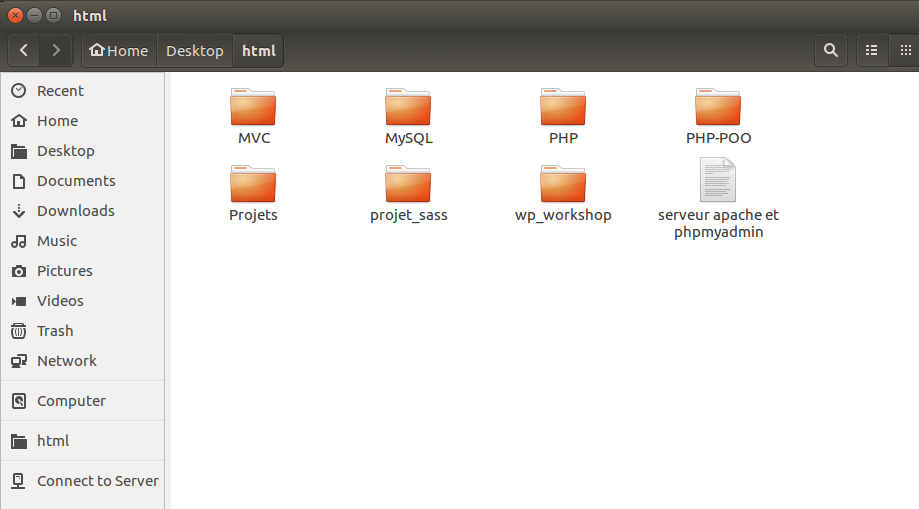 html
Home
Desktop
html
Recent
Home
Desktop
Documents
Downloads
Music
Pictures
Videos
Trash
Network
Computer
html
Connect to Server
MVC
MySQL
PHP
PHP-POO
Projets
projet_sass
wp_workshop
serveur apache et
phpmyadmin